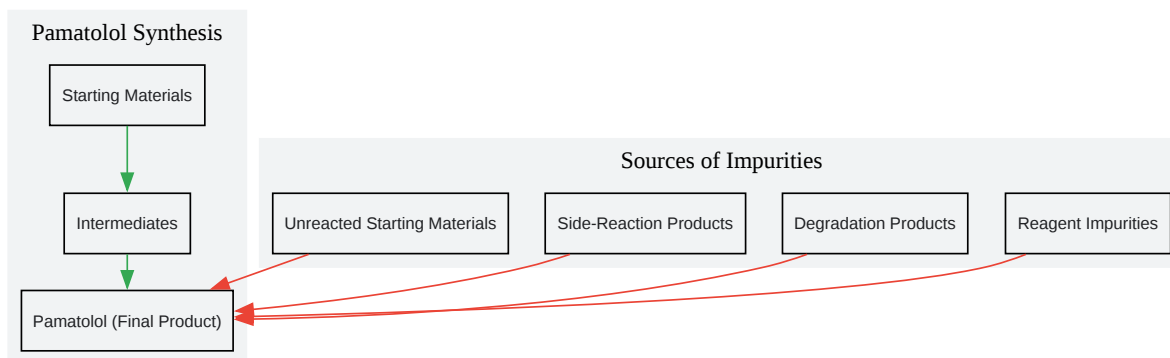 Pamatolol Synthesis
Starting Materials
Sources of Impurities
Intermediates
Unreacted Starting Materials
Side-Reaction Products
Degradation Products
Reagent Impurities
Pamatolol (Final Product)